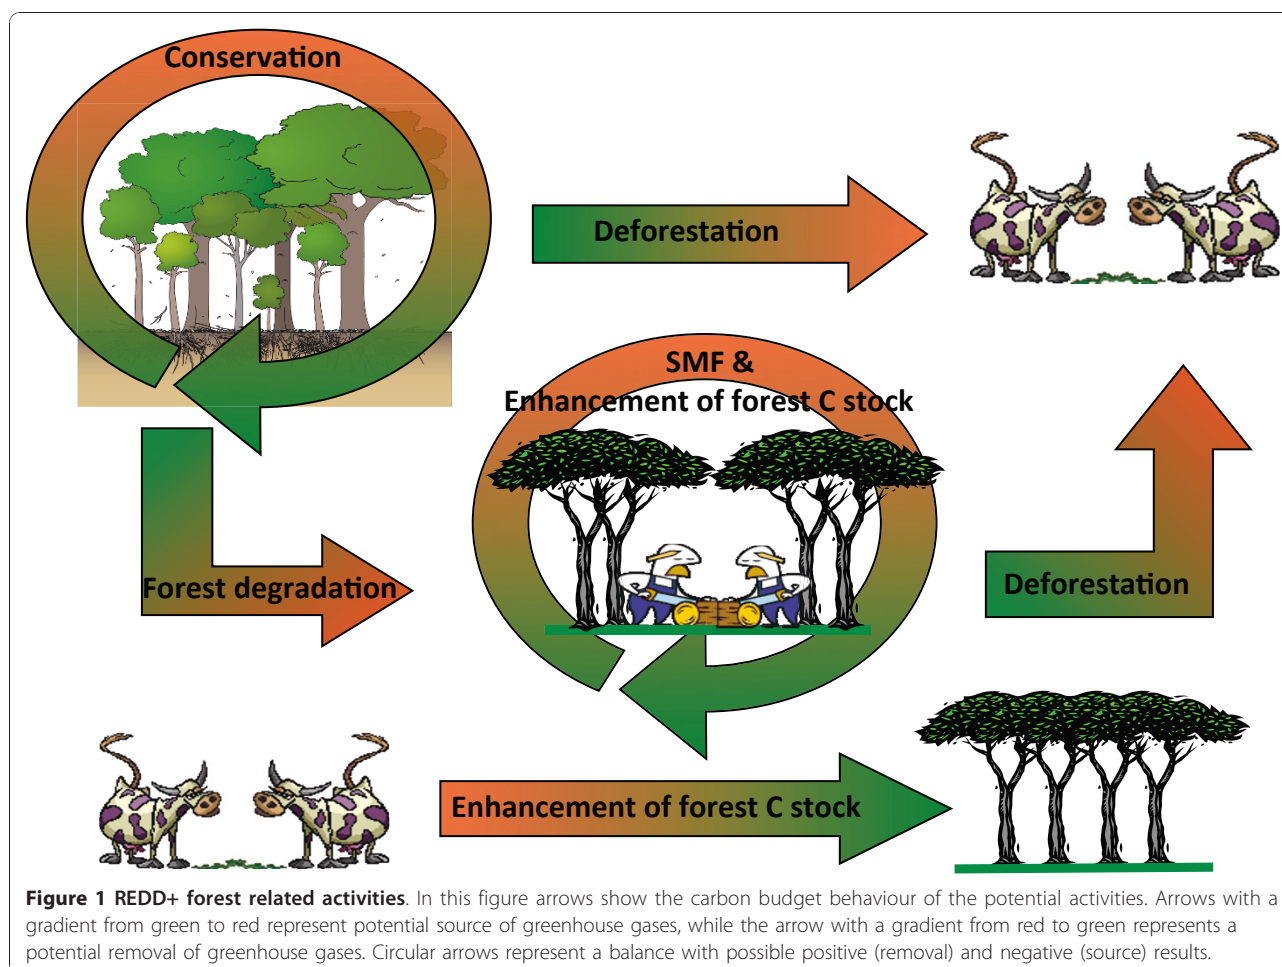 Conservation
Deforestation
SMF &
Enhancement of forest C stock
Forest degradation
Deforestation
Enhancement of forest C stock
Figure 1 REDD+ forest related activities. In this figure arrows show the carbon budget behaviour of the potential activities. Arrows with a
gradient from green to red represent potential source of greenhouse gases, while the arrow with a gradient from red to green represents a
potential removal of greenhouse gases. Circular arrows represent a balance with possible positive (removal) and negative (source) results.